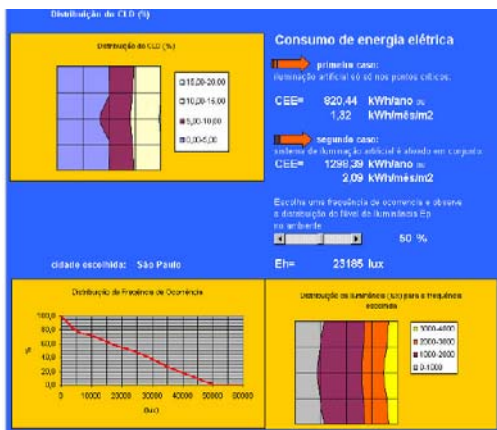 Distribuição do CLD (%)
Distribuição do CLD (%)
15,00-20,00
10,00-15,00
5,00-10,00
0,00-5,00
Consumo de energia elétrica
primeiro caso:
iluminação artificial só nos pontos críticos:
CEE= 820,44 kWh/ano ou
1,32 kWh/mês/m2
segundo caso:
sistema de iluminação artificial é ativado em conjunto
CEE= 1298,39 kWh/ano ou
2,09 kWh/mês/m2
Escolha uma frequência de ocorrencia e observe
a distribuição do Nível de Iluminância Ep
no ambiente
50 %
cidade escolhida: São Paulo
Eh= 23185 lux
Distribuição de Freqência de Ocorrência
100,0
80,0
60,0
40,0
20,0
0,0
%
0 10000 20000 30000 40000 50000 60000
(lux)
Distribuição da Iluminância (lux) para a frequência
escolhida
3000-4000
2000-3000
1000-2000
0-1000